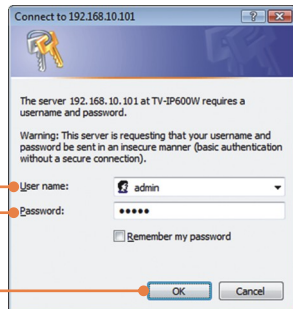 Connect to 192.168.10.101
The server 192.168.10.101 at TV-IP600W requires a
username and password.
Warning: This server is requesting that your username and
password be sent in an insecure manner (basic authentication
without a secure connection).
User name:
admin
Password:
•••••
Remember my password
OK
Cancel